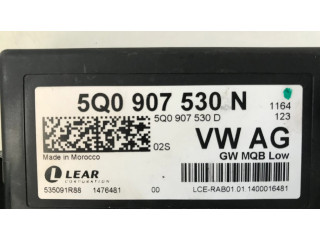 5Q0 907 530 N 1164
5Q0 907 530 D 123
02S VW AG
Made in Morocco GW MQB Low
LEAR
CORPORATION
535091R88 1476481 00 LCE-RAB01.01.1400016481